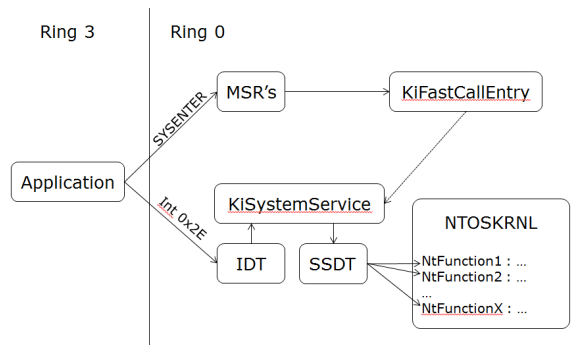 Ring 3
Ring 0
MSR's
KiFastCallEntry
SYSENTER
Application
Int 0x2E
KiSystemService
NTOSKRNL
IDT
SSDT
NtFunction1 : ...
NtFunction2 : ...
...
NtFunctionX : ...